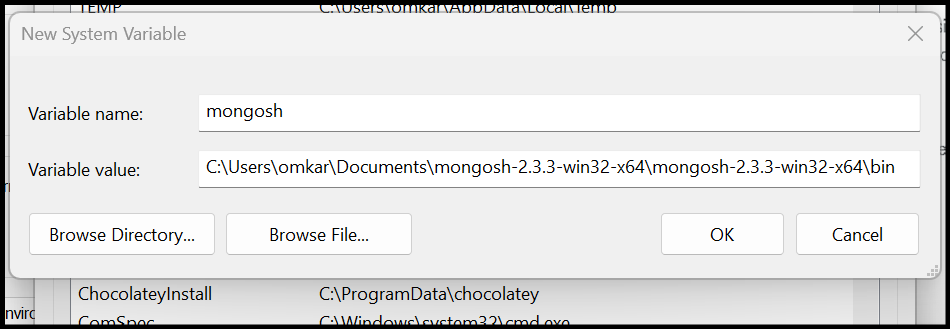 TEMP C:\Users\omkar\AppData\Local\Temp
New System Variable
Variable name: mongosh
Variable value: C:\Users\omkar\Documents\mongosh-2.3.3-win32-x64\mongosh-2.3.3-win32-x64\bin
Browse Directory... Browse File... OK Cancel
ChocolateyInstall C:\ProgramData\chocolatey
ComSpec C:\Windows\system32\cmd.exe